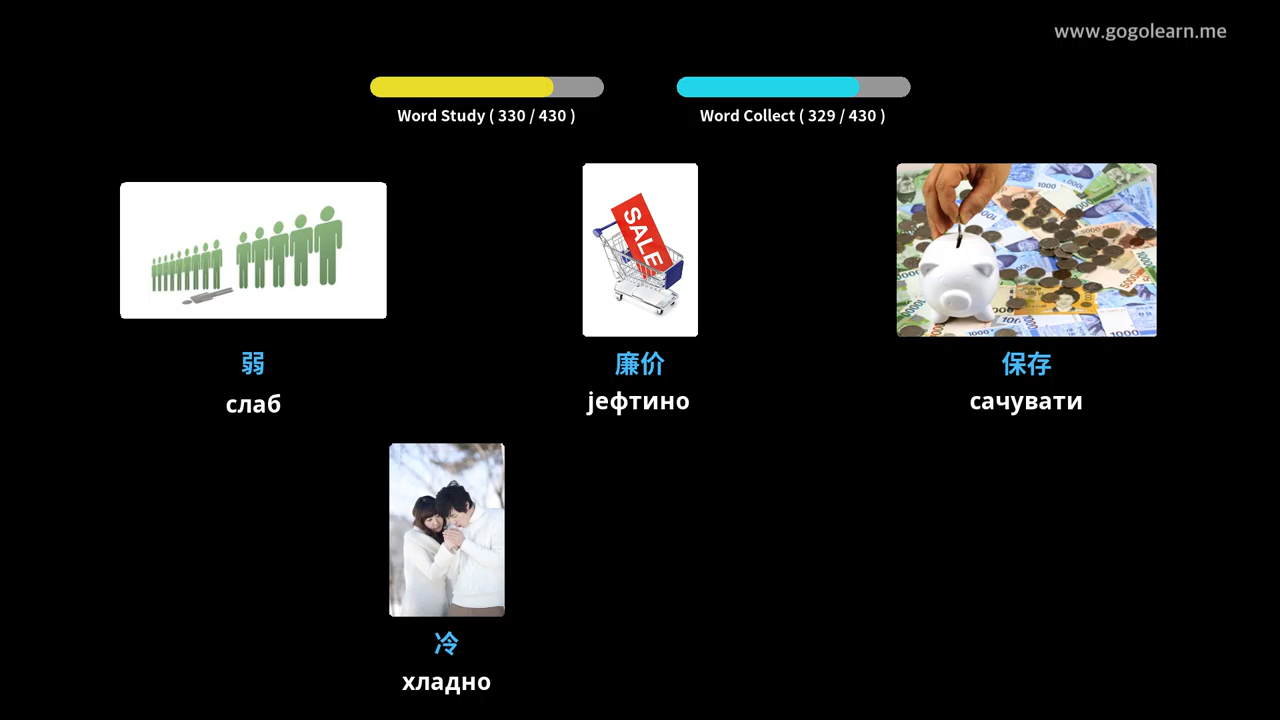 www.gogolearn.me
Word Study ( 330 / 430 )
Word Collect ( 329 / 430 )
SALE
弱
слаб
廉价
јефтино
保存
сачувати
冷
хладно